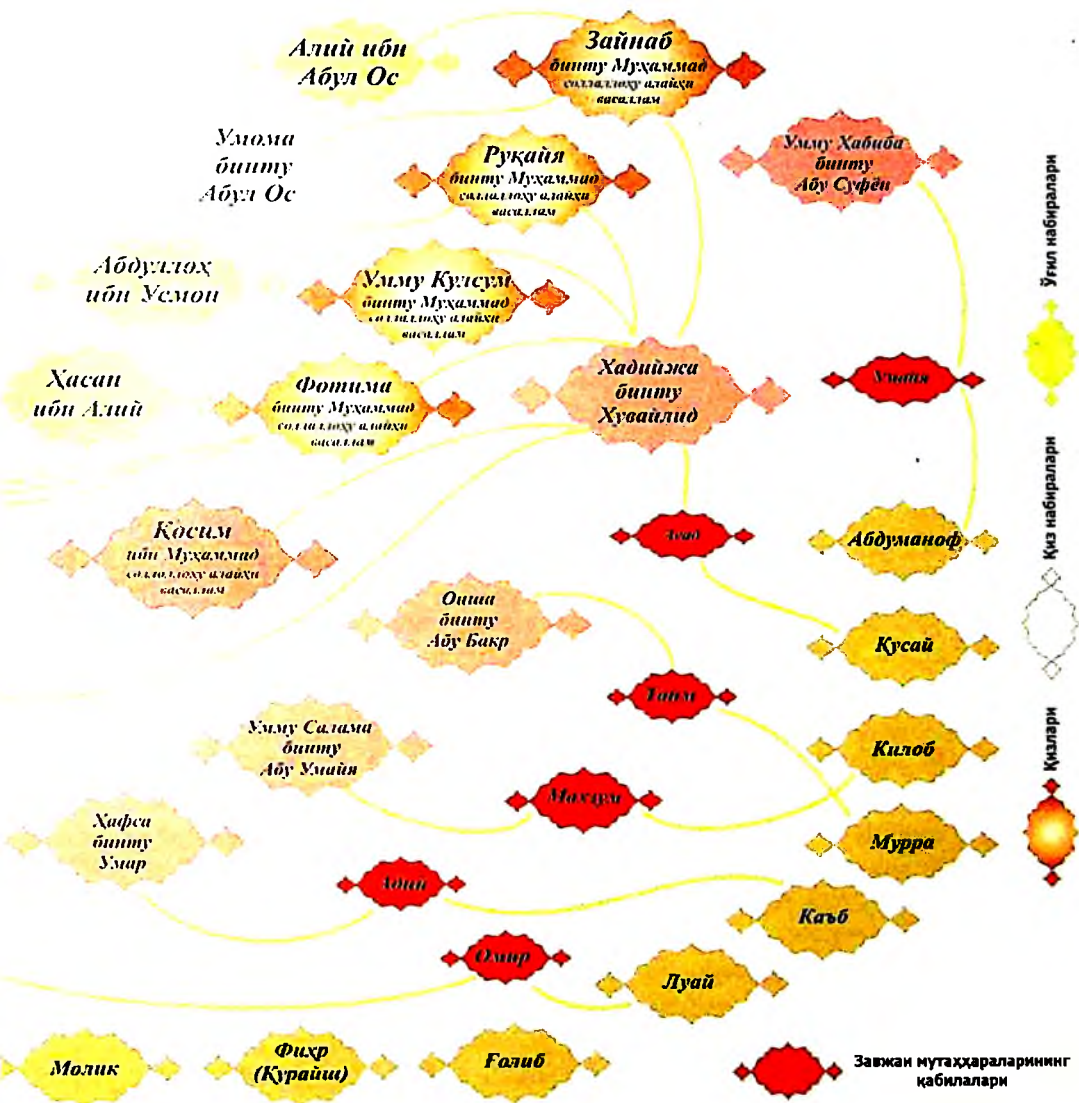 Алий ибн
Абул Ос
Зайнаб
бинту Муҳаммад
соллаллоҳу алайҳи
васаллам
Умома
бинту
Абул Ос
Руқайя
бинту Муҳаммад
соллаллоҳу алайҳи
васаллам
Умму Ҳабиба
бинту
Абу Суфён
Абдуллоҳ
ибн Усмон
Умму Кулсум
бинту Муҳаммад
соллаллоҳу алайҳи
васаллам
Ҳасан
ибн Алий
Фотима
бинту Муҳаммад
соллаллоҳу алайҳи
васаллам
Хадийжа
бинту
Хувайлид
Умайя
Қосим
ибн Муҳаммад
соллаллоҳу алайҳи
васаллам
Асад
Абдуманоф
Оиша
бинту
Абу Бакр
Қусай
Тайм
Умму Салама
бинту
Абу Умайя
Килоб
Махзум
Ҳафса
бинту
Умар
Мурра
Адий
Каъб
Омир
Луай
Молик
Фиҳр
(Қурайш)
Ғолиб
Завжаи мутаҳҳараларининг
қабилалари
Ўғил набиралари
Қиз набиралари
Қизлари